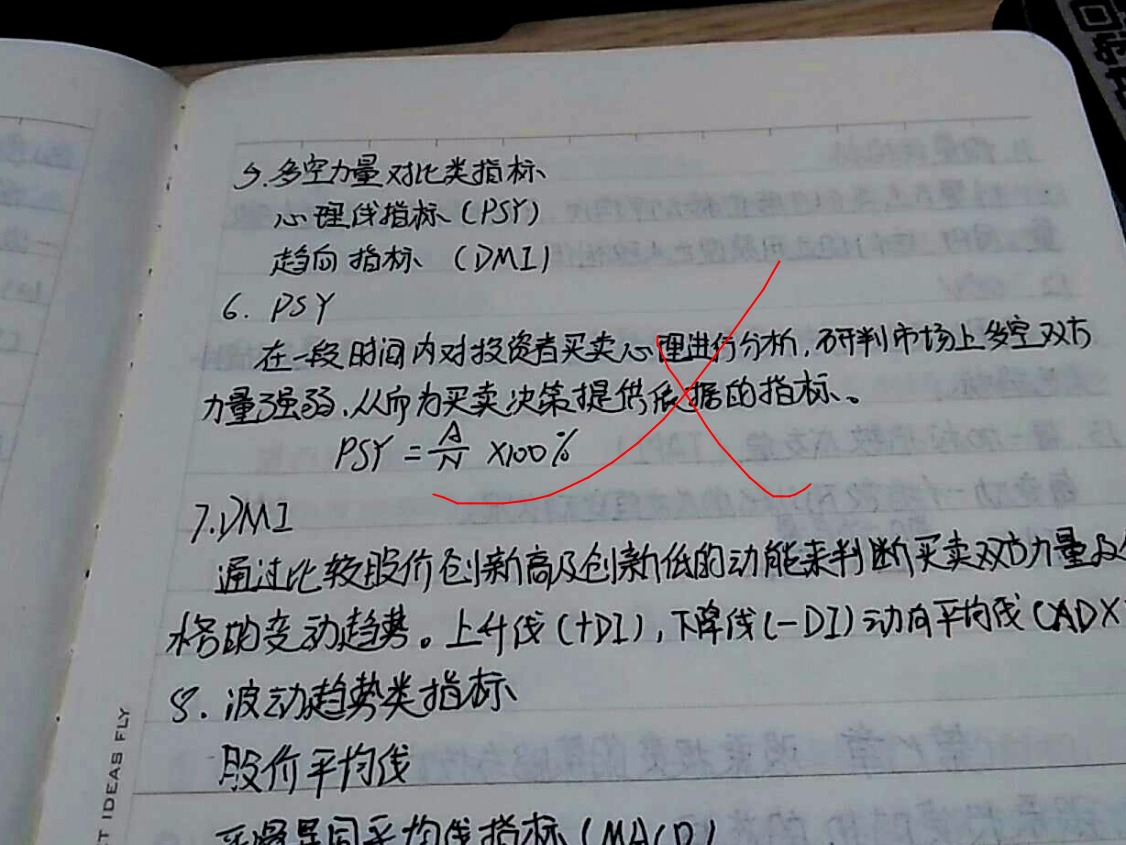 5.多空力量对比类指标
心理线指标(PSY)
趋向指标(DMI)
6. PSY
在一段时间内对投资者买卖心理进行分析,研判市场上多空双方
力量强弱,从而为买卖决策提供依据的指标。
PSY = A/N ×100%
7.DMI
通过比较股价创新高及创新低的动能来判断买卖双方力量及
格的变动趋势。上升线(+DI),下降线(-DI)动向平均线(ADX
8.波动趋势类指标
股价平均线
平均线指标(MACD)
T IDEAS FLY